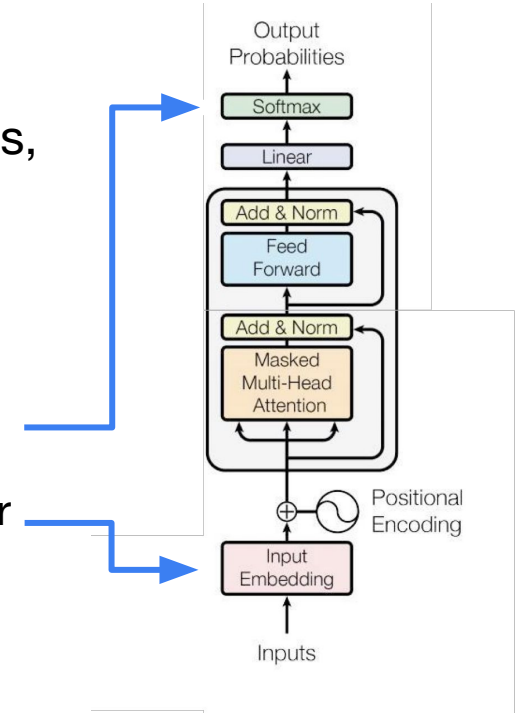 Output
Probabilities
Softmax
s,
Linear
Add & Norm
Feed
Forward
Add & Norm
Masked
Multi-Head
Attention
r
Positional
Encoding
Input
Embedding
Inputs